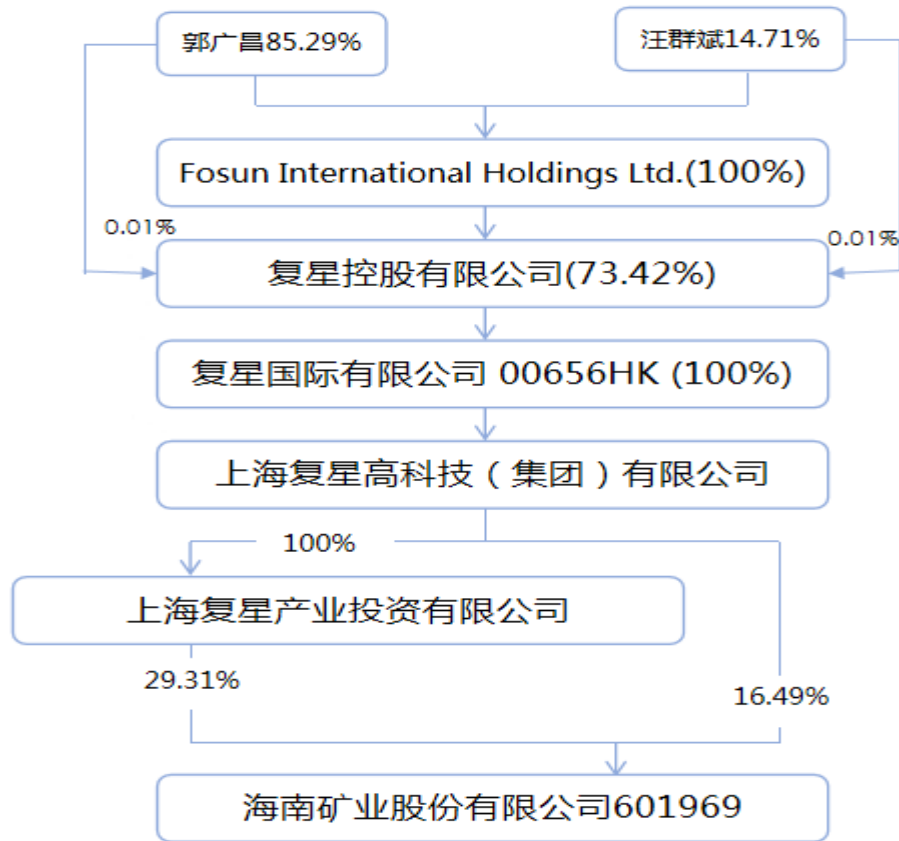 郭广昌85.29%
汪群斌14.71%
Fosun International Holdings Ltd.(100%)
0.01%
0.01%
复星控股有限公司(73.42%)
复星国际有限公司 00656HK (100%)
上海复星高科技（集团）有限公司
100%
上海复星产业投资有限公司
29.31%
16.49%
海南矿业股份有限公司601969